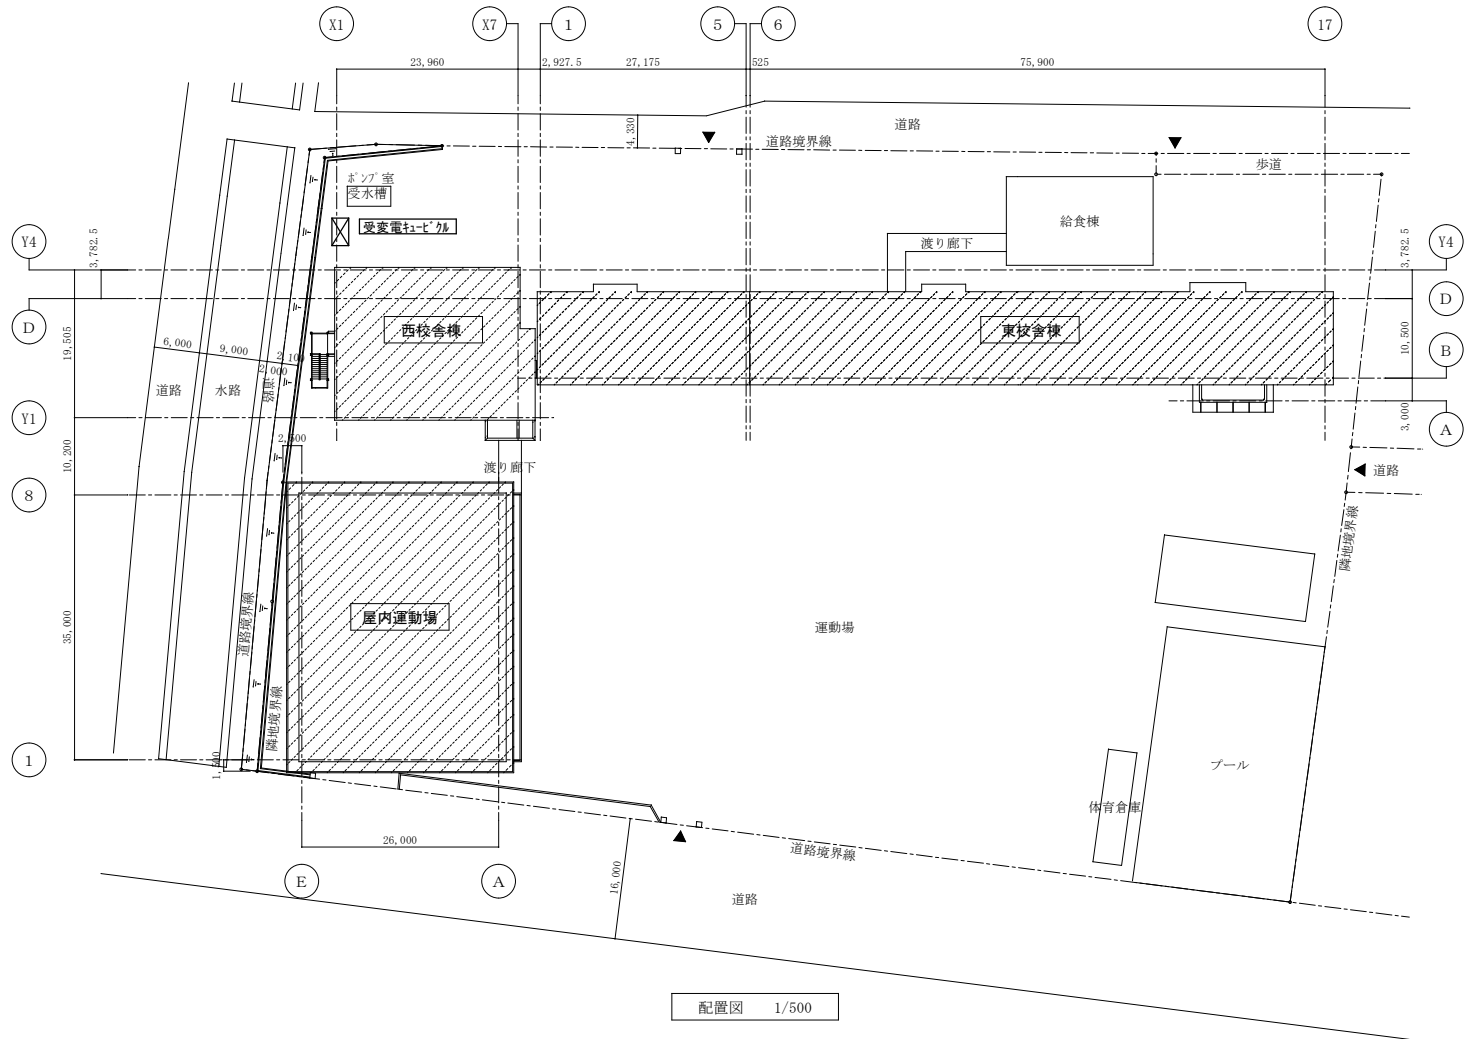 X1
X7
1
5
6
17
23,960
2,927.5
27,175
525
75,900
4,330
道路
道路境界線
歩道
ポンプ室
受水槽
受変電キュービクル
給食棟
渡り廊下
Y4
3,782.5
Y4
3,782.5
D
D
西校舎棟
東校舎棟
19,505
10,500
6,000
9,000
2,100
2,000
B
道路
水路
Y1
3,000
A
2,500
10,200
渡り廊下
道路
8
隣地境界線
屋内運動場
運動場
35,000
道路境界線
隣地境界線
1,500
1
プール
体育倉庫
26,000
道路境界線
E
A
16,000
道路
配置図 1/500